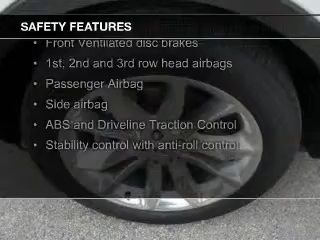 SAFETY FEATURES
• Front Ventilated disc brakes
• 1st, 2nd and 3rd row head airbags
• Passenger Airbag
• Side airbag
• ABS and Driveline Traction Control
• Stability control with anti-roll control